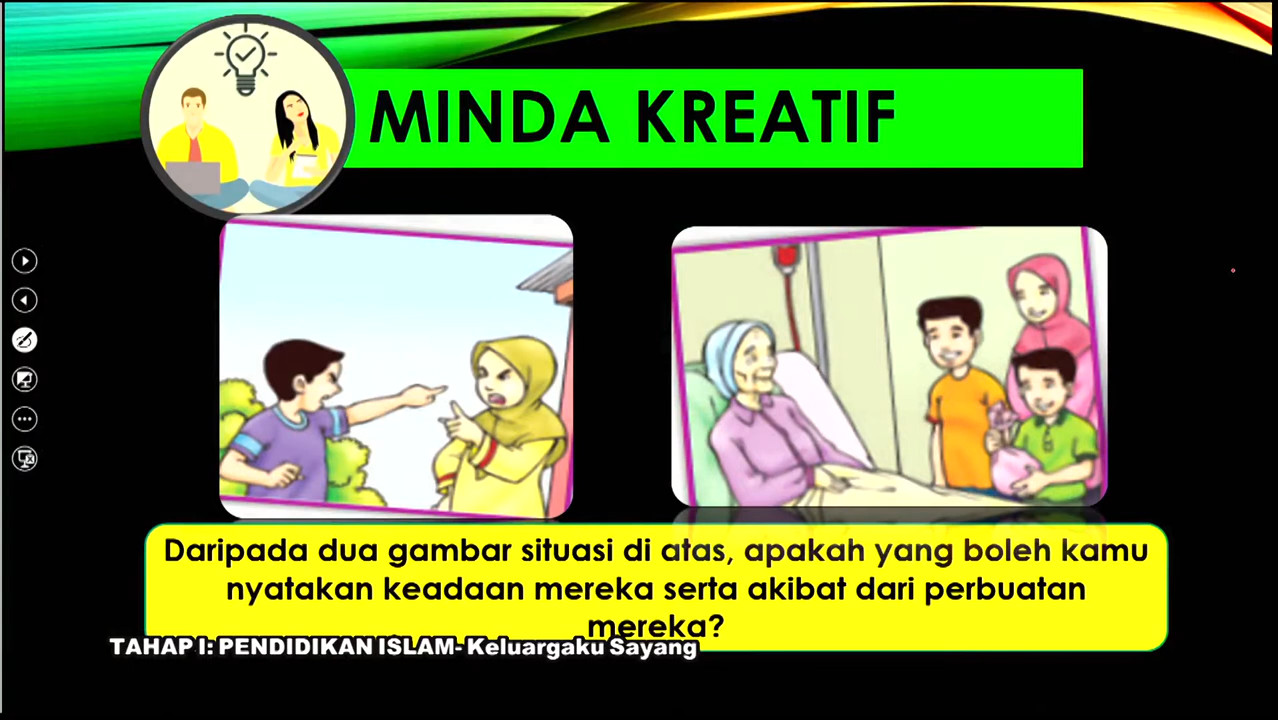 MINDA KREATIF
Daripada dua gambar situasi di atas, apakah yang boleh kamu
nyatakan keadaan mereka serta akibat dari perbuatan
mereka?
TAHAP I: PENDIDIKAN ISLAM- Keluargaku Sayang